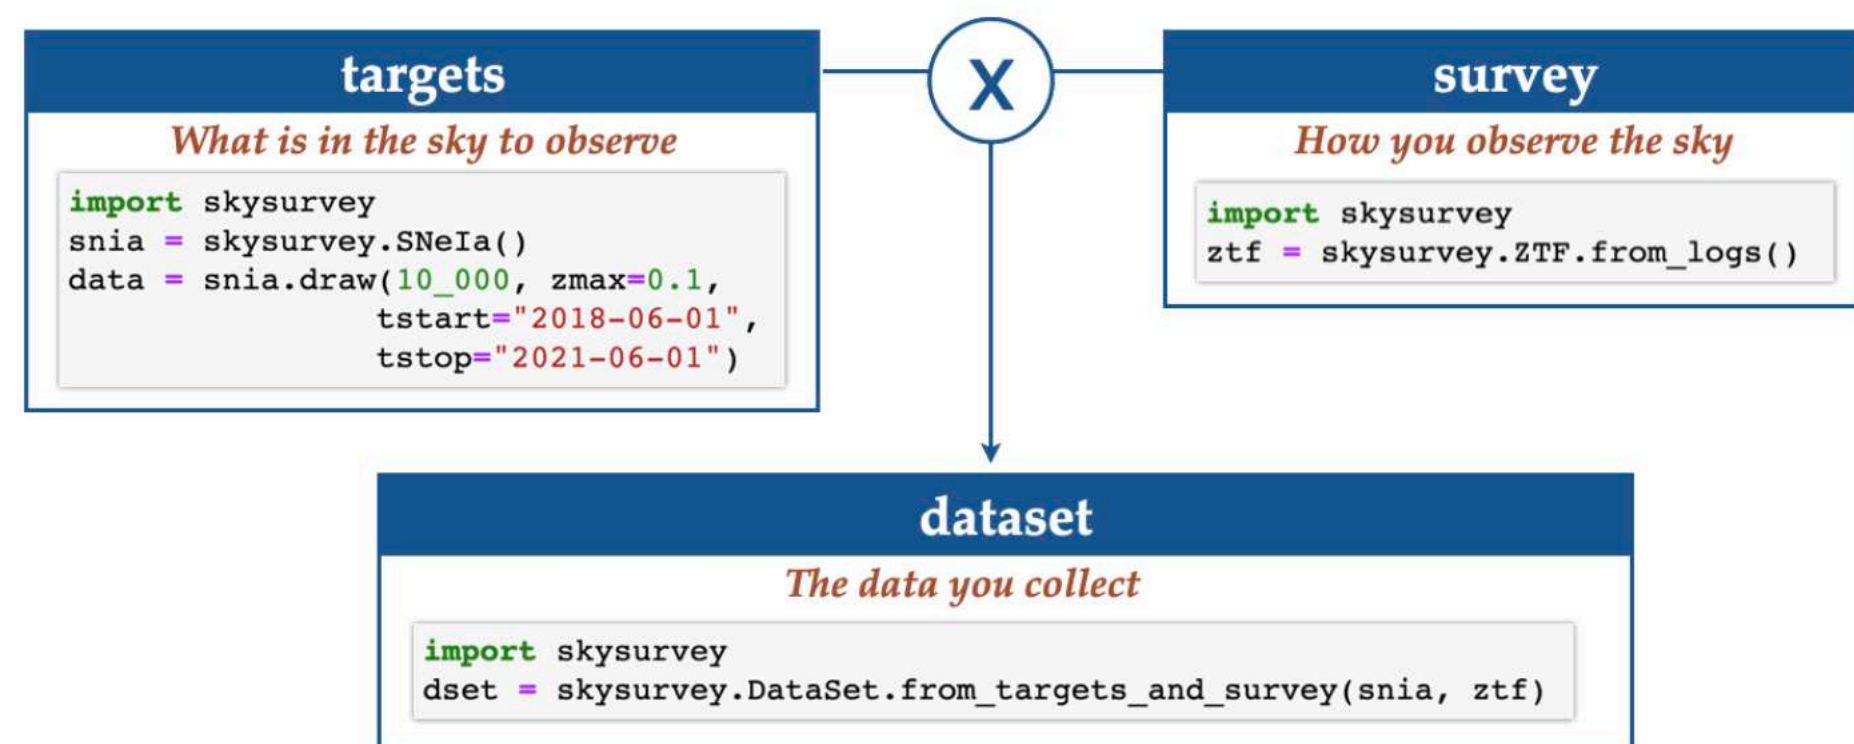 targets
What is in the sky to observe
import skysurvey
snia = skysurvey.SNeIa()
data = snia.draw(10_000, zmax=0.1,
tstart="2018-06-01",
tstop="2021-06-01")
X
survey
How you observe the sky
import skysurvey
ztf = skysurvey.ZTF.from_logs()
dataset
The data you collect
import skysurvey
dset = skysurvey.DataSet.from_targets_and_survey(snia, ztf)